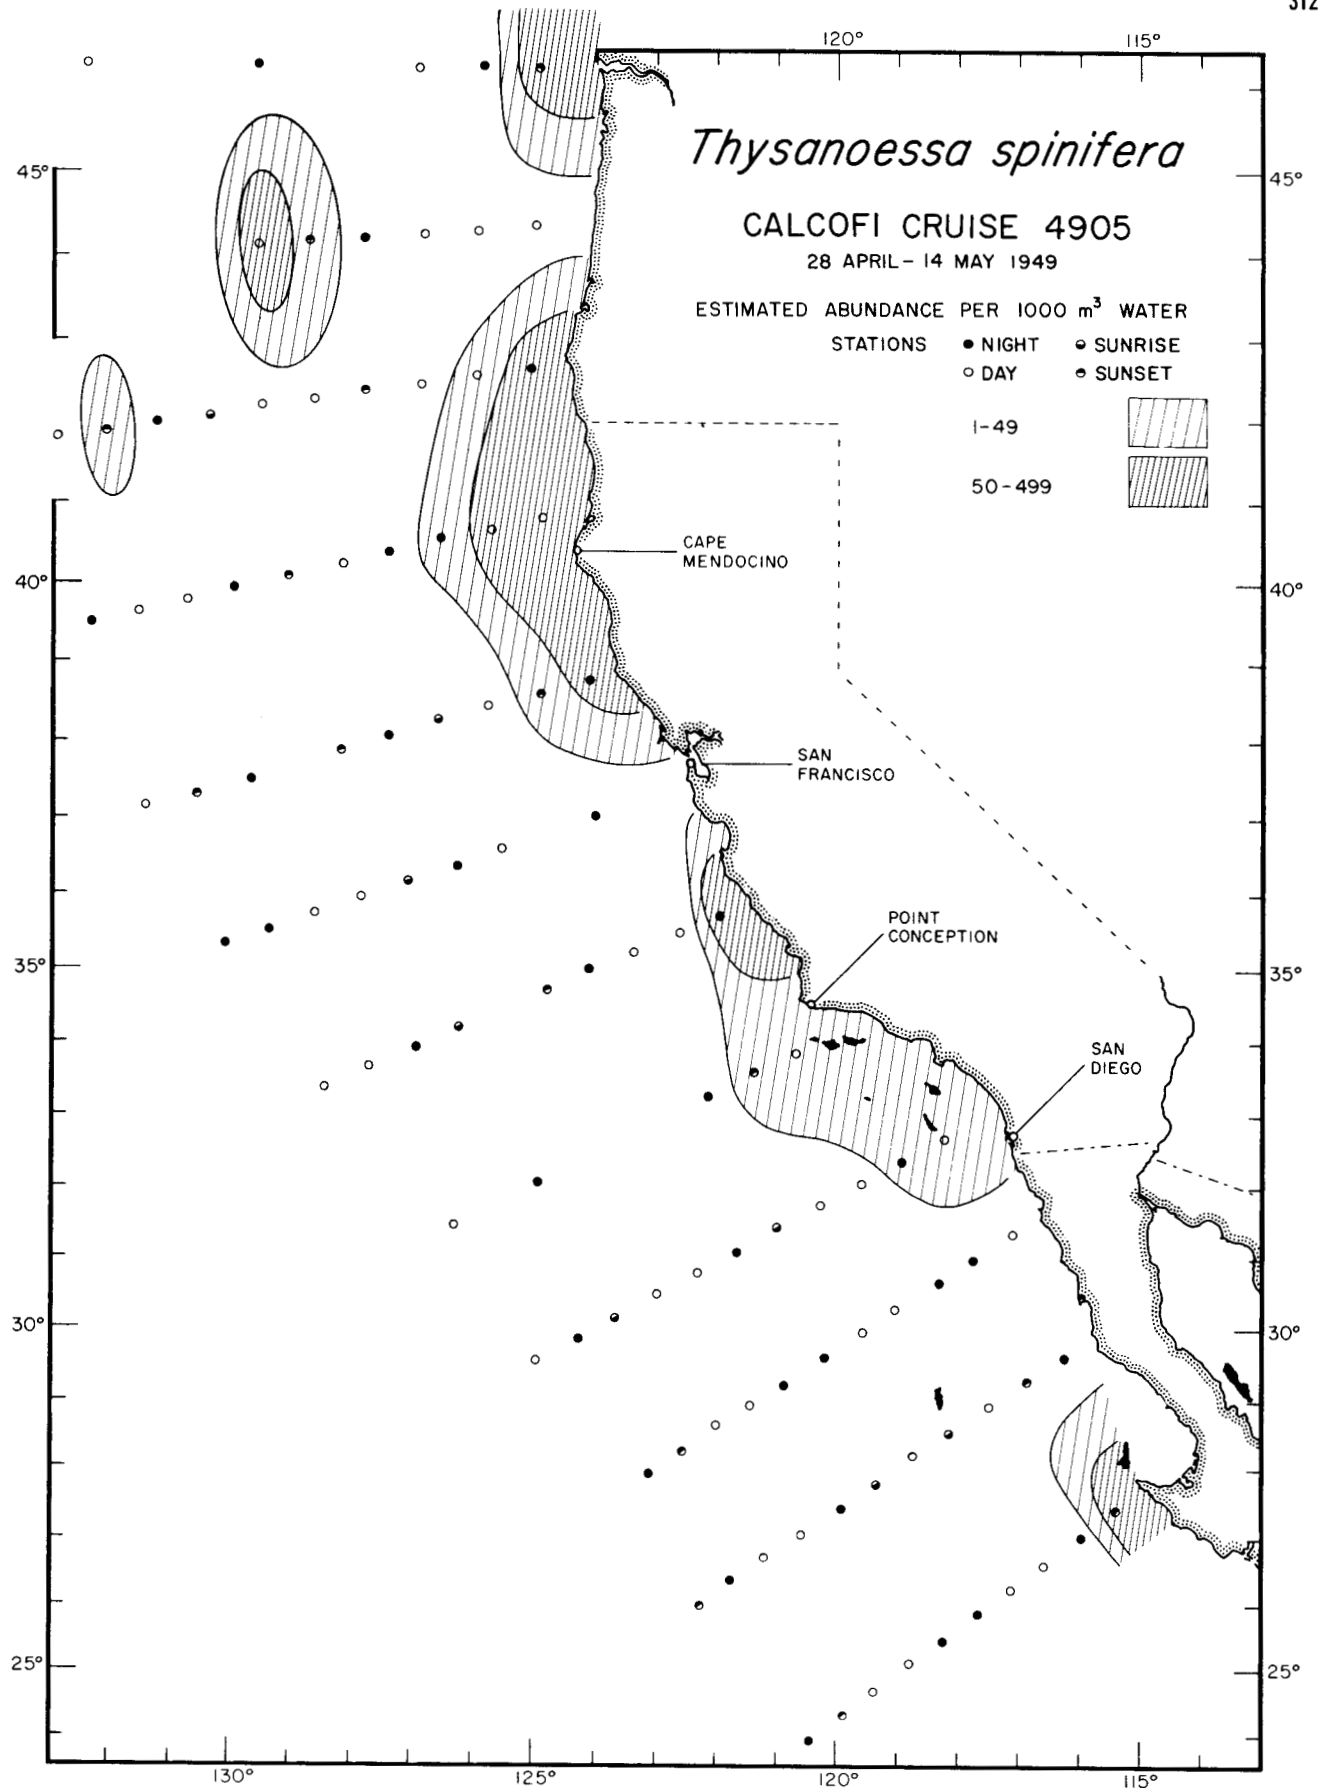 312
120° 115°
Thysanoessa spinifera
45° 45°
CALCOFI CRUISE 4905
28 APRIL – 14 MAY 1949
ESTIMATED ABUNDANCE PER 1000 m³ WATER
STATIONS ● NIGHT SUNRISE
○ DAY SUNSET
1-49
50-499
CAPE
MENDOCINO
40° 40°
SAN
FRANCISCO
POINT
CONCEPTION
35° 35°
SAN
DIEGO
30° 30°
25° 25°
130° 125° 120° 115°